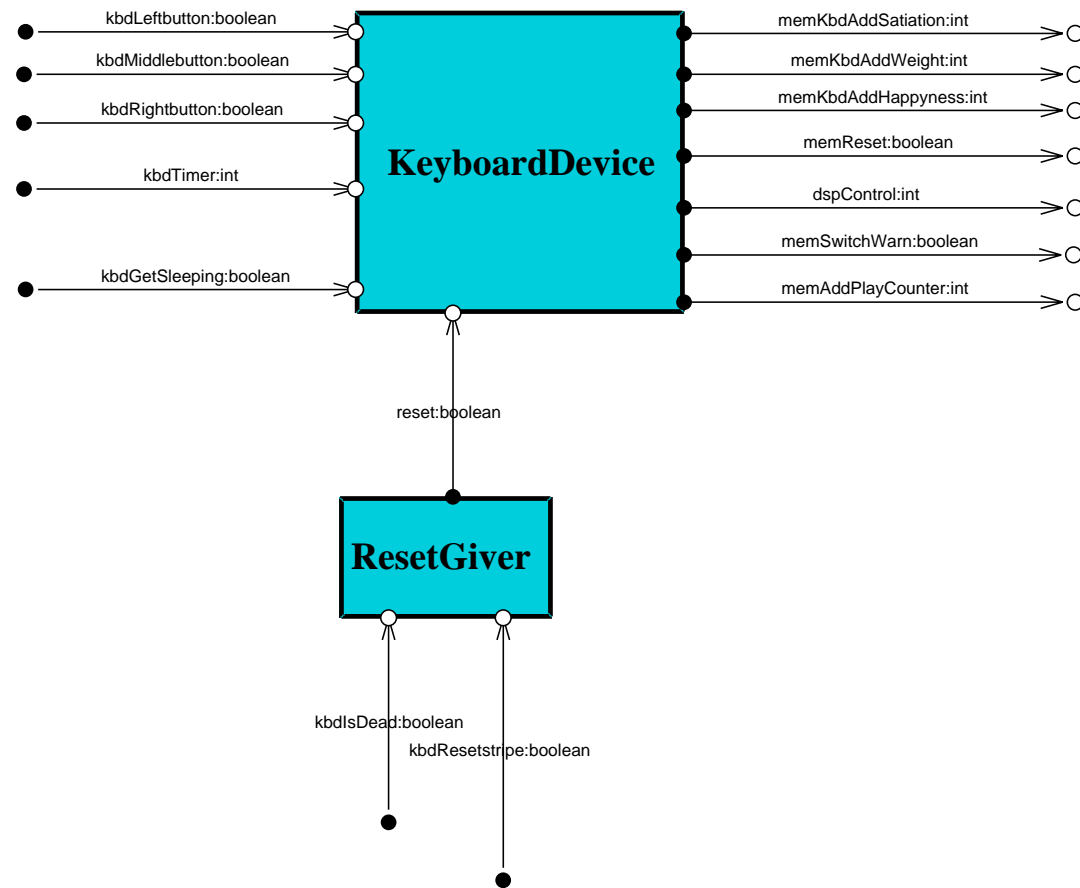 kbdLeftbutton:boolean
kbdMiddlebutton:boolean
kbdRightbutton:boolean
kbdTimer:int
kbdGetSleeping:boolean
KeyboardDevice
memKbdAddSatiation:int
memKbdAddWeight:int
memKbdAddHappyness:int
memReset:boolean
dspControl:int
memSwitchWarn:boolean
memAddPlayCounter:int
reset:boolean
ResetGiver
kbdIsDead:boolean
kbdResetstripe:boolean